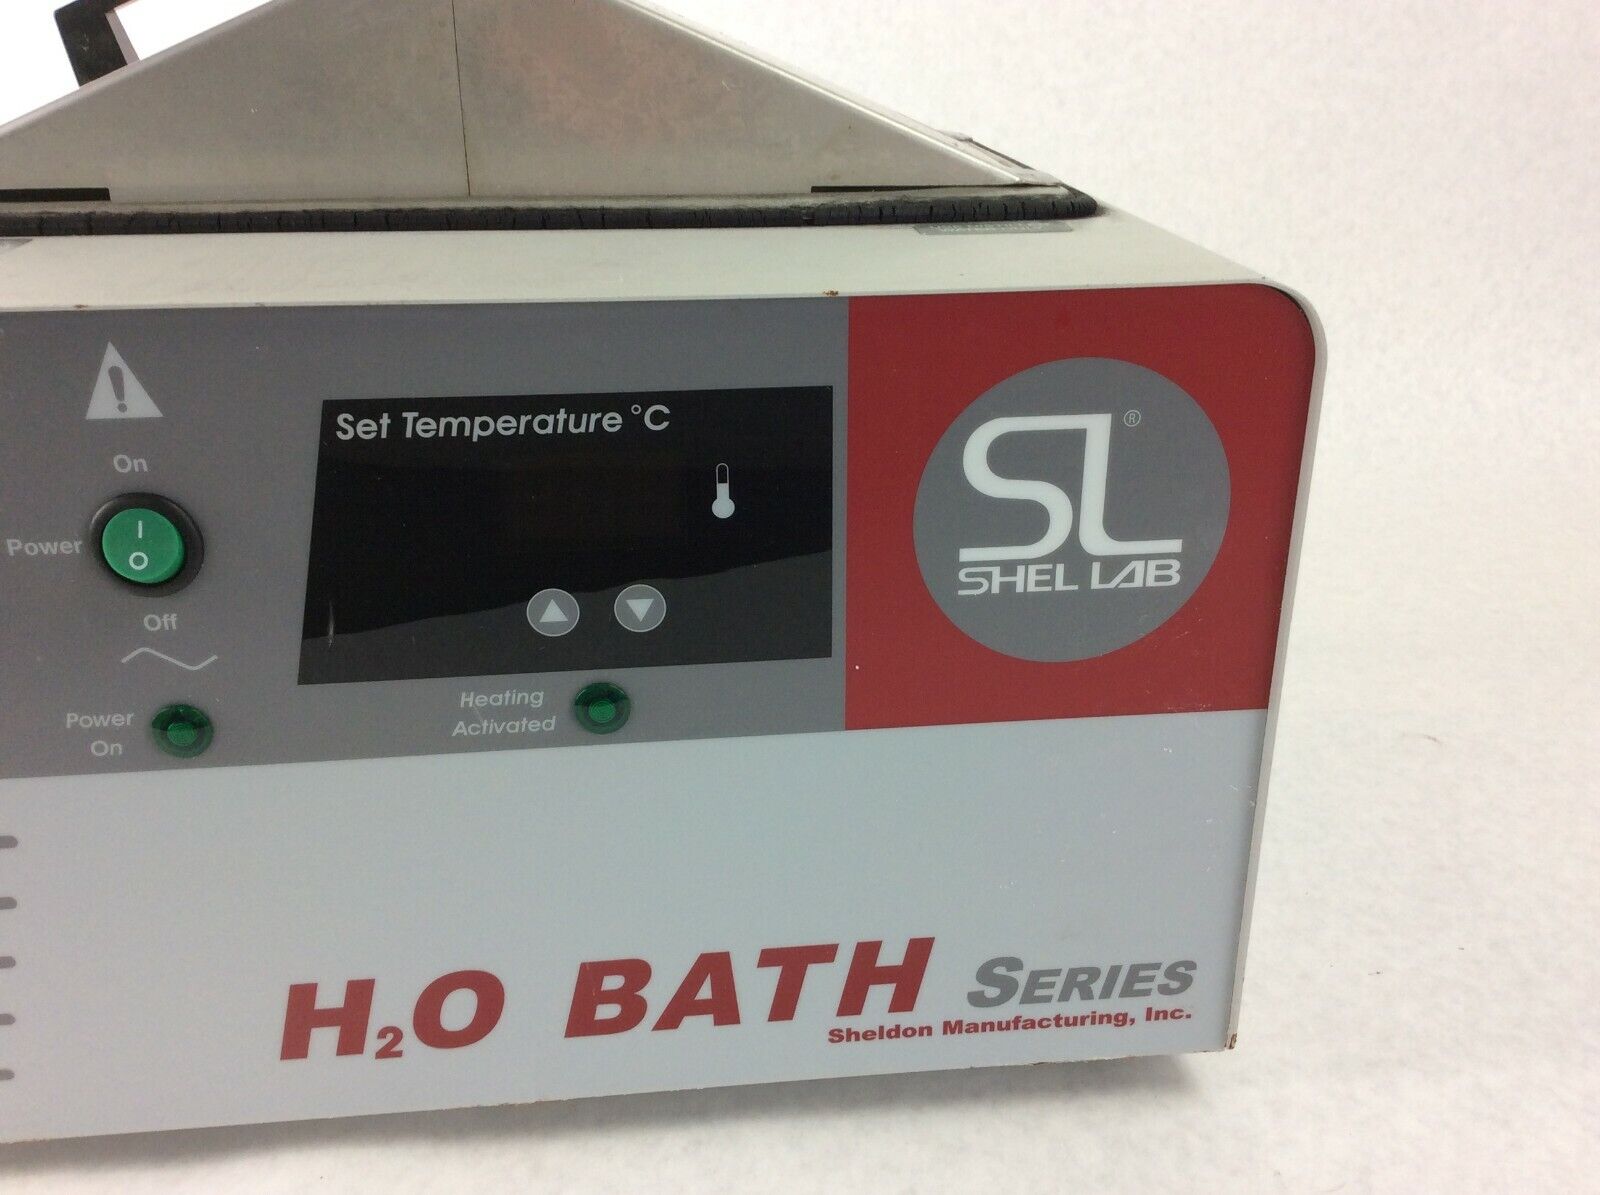 On
Power
I
O
Off
Power
On
Set Temperature °C
Heating
Activated
SL®
SHEL LAB
H₂O BATH SERIES
Sheldon Manufacturing, Inc.